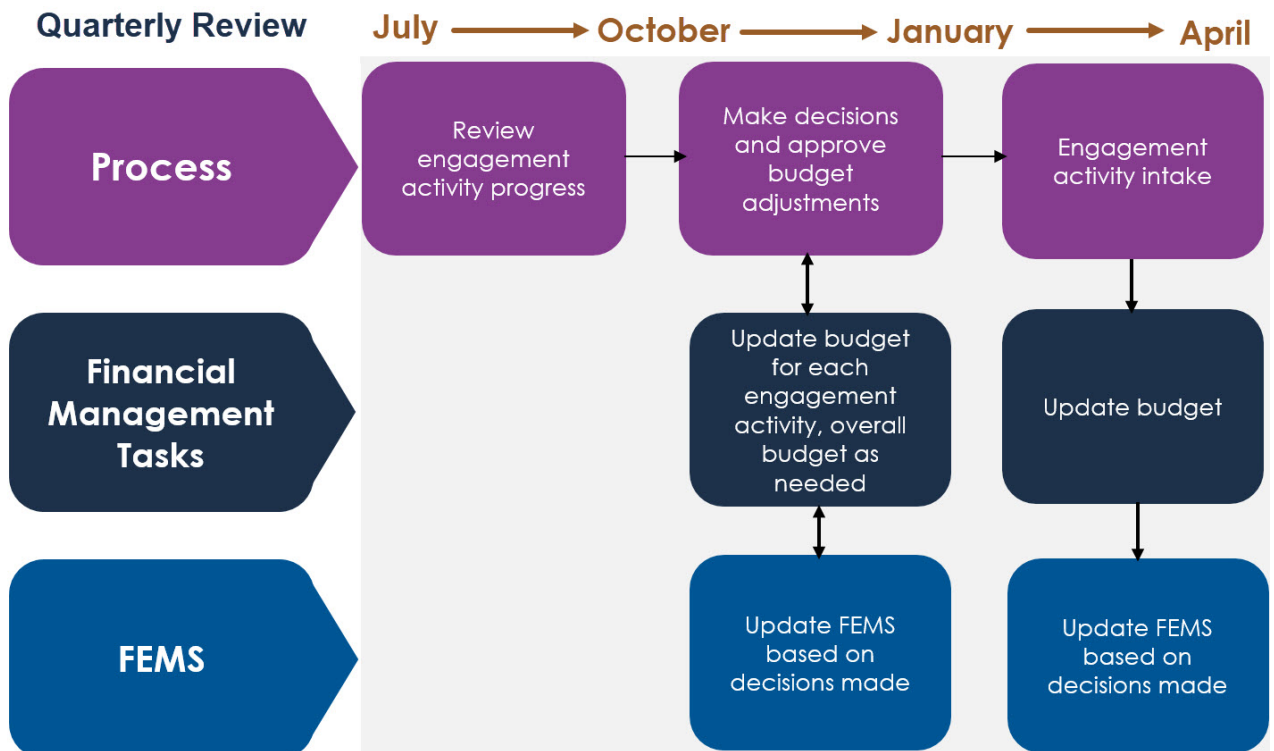 Quarterly Review
July
October
January
April
Process
Review
engagement
activity progress
Make decisions
and approve
budget
adjustments
Engagement
activity intake
Financial
Management
Tasks
Update budget
for each
engagement
activity, overall
budget as
needed
Update budget
FEMS
Update FEMS
based on
decisions made
Update FEMS
based on
decisions made